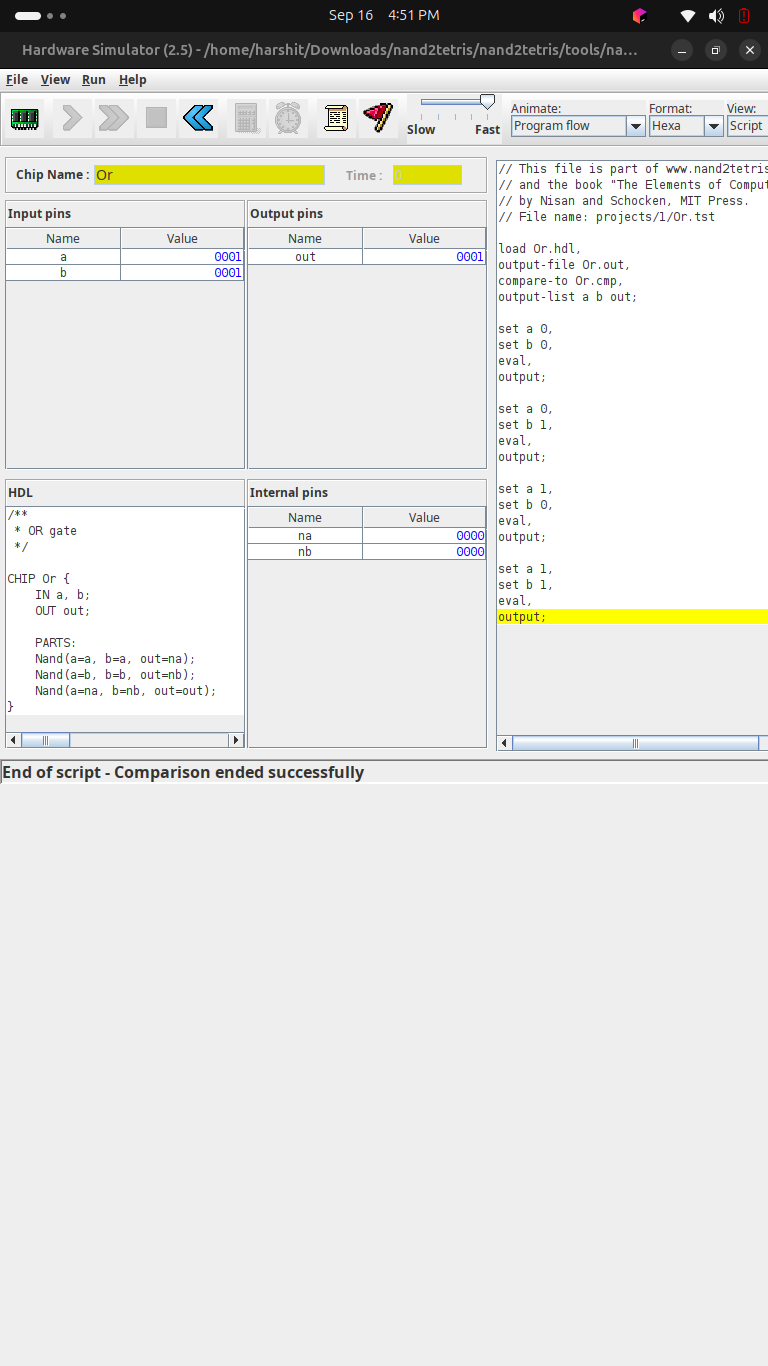 Sep 16 4:51 PM
Hardware Simulator (2.5) - /home/harshit/Downloads/nand2tetris/nand2tetris/tools/na...
File View Run Help
Slow Fast
Animate: Format: View:
Program flow Hexa Script
Chip Name : Or Time : 0
Input pins
Name Value
a 0001
b 0001
Output pins
Name Value
out 0001
HDL
/**
* OR gate
*/
CHIP Or {
IN a, b;
OUT out;
PARTS:
Nand(a=a, b=a, out=na);
Nand(a=b, b=b, out=nb);
Nand(a=na, b=nb, out=out);
}
Internal pins
Name Value
na 0000
nb 0000
// This file is part of www.nand2tetris
// and the book "The Elements of Comput
// by Nisan and Schocken, MIT Press.
// File name: projects/1/Or.tst
load Or.hdl,
output-file Or.out,
compare-to Or.cmp,
output-list a b out;
set a 0,
set b 0,
eval,
output;
set a 0,
set b 1,
eval,
output;
set a 1,
set b 0,
eval,
output;
set a 1,
set b 1,
eval,
output;
End of script - Comparison ended successfully